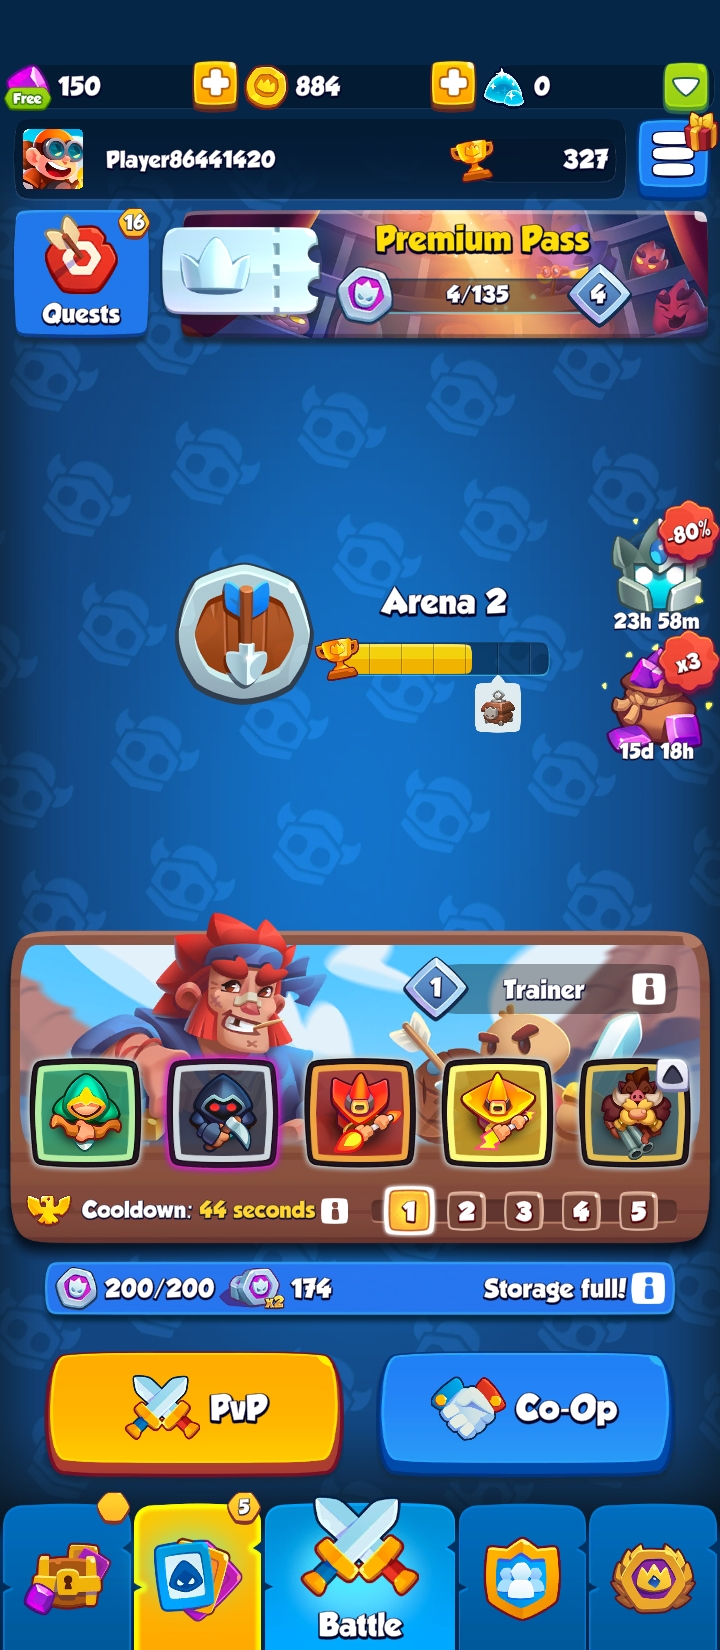 Free 150 884 0
Player86441420 327
16
Quests
Premium Pass
4/135 4
-80%
23h 58m
Arena 2
x3
15d 18h
1 Trainer i
Cooldown: 44 seconds i 1 2 3 4 5
200/200 x2 174 Storage full! i
PvP Co-Op
5
Battle